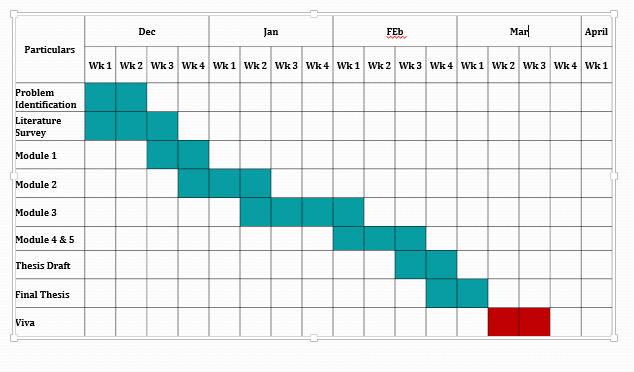 Particulars Dec Jan FEb Mar April
Wk 1 Wk 2 Wk 3 Wk 4 Wk 1 Wk 2 Wk 3 Wk 4 Wk 1 Wk 2 Wk 3 Wk 4 Wk 1 Wk 2 Wk 3 Wk 4 Wk 1
Problem
Identification
Literature
Survey
Module 1
Module 2
Module 3
Module 4 & 5
Thesis Draft
Final Thesis
Viva